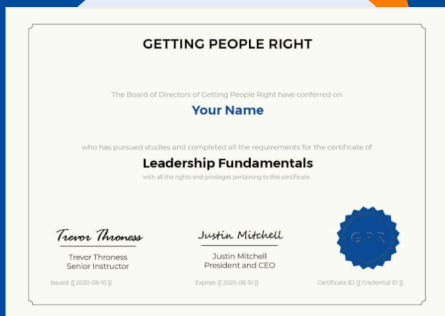 GETTING PEOPLE RIGHT
The Board of Directors of Getting People Right have conferred on
Your Name
who has pursued studies and completed all the requirements for the certificate of
Leadership Fundamentals
with all the rights and privileges pertaining to this certificate.
Trevor Throness
Justin Mitchell
GPR
Trevor Throness
Senior Instructor
Justin Mitchell
President and CEO
Issued: [[ 2020-08-10 ]]
Expires: [[ 2020-08-10 ]]
Certificate ID: [[ Credential ID ]]